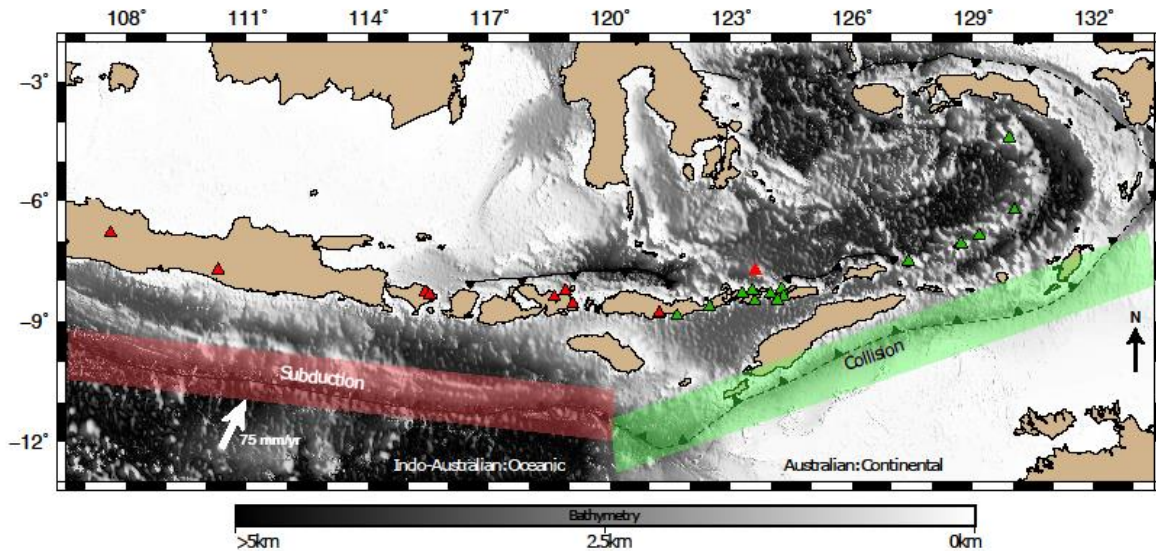 108° 111° 114° 117° 120° 123° 126° 129° 132°
−3°
−6°
−9°
−12°
N
Subduction
Collision
75 mm/yr
Indo-Australian:Oceanic
Australian:Continental
Bathymetry
>5km 2.5km 0km